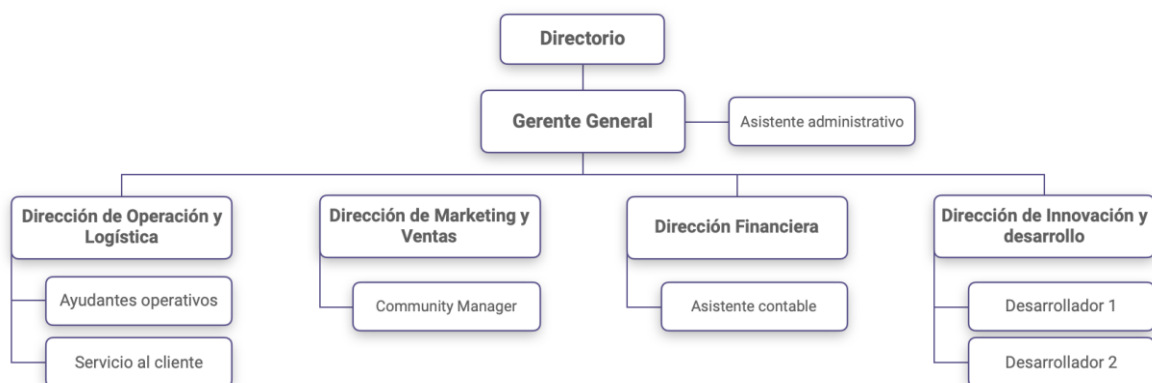 Directorio
Gerente General
Asistente administrativo
Dirección de Operación y
Logística
Dirección de Marketing y
Ventas
Dirección Financiera
Dirección de Innovación y
desarrollo
Ayudantes operativos
Community Manager
Asistente contable
Desarrollador 1
Servicio al cliente
Desarrollador 2